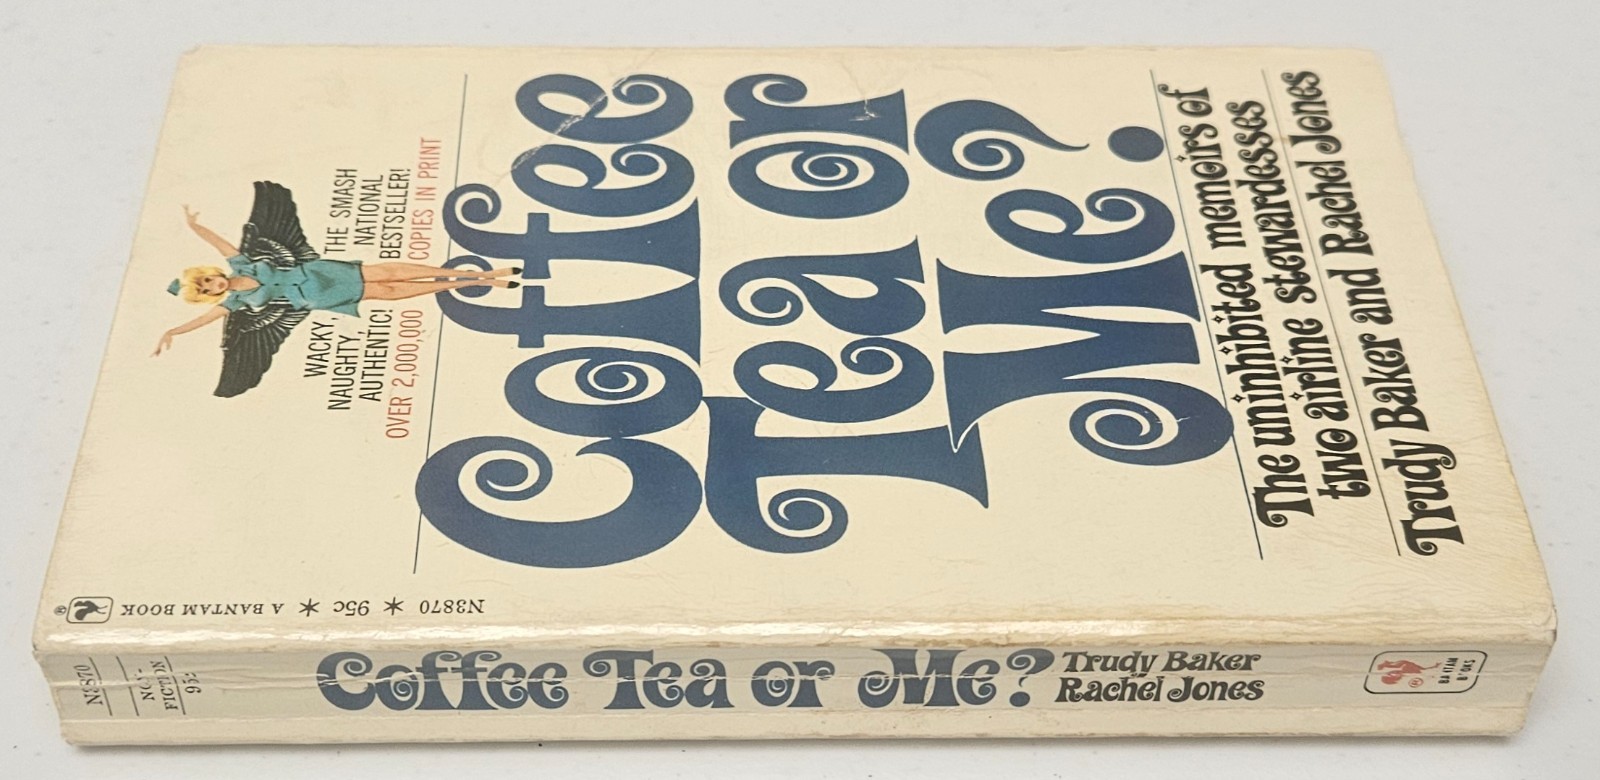 WACKY,
NAUGHTY,
AUTHENTIC!
THE SMASH
NATIONAL
BESTSELLER!
OVER 2,000,000 COPIES IN PRINT
Coffee
Tea or
Me?
The uninhibited memoirs of
two airline stewardesses
Trudy Baker and Rachel Jones
N3870 ★ 95c ★ A BANTAM BOOK ®
N3870
NON-
FICTION
95c
Coffee Tea or Me?
Trudy Baker
Rachel Jones
®
BANTAM
BOOKS